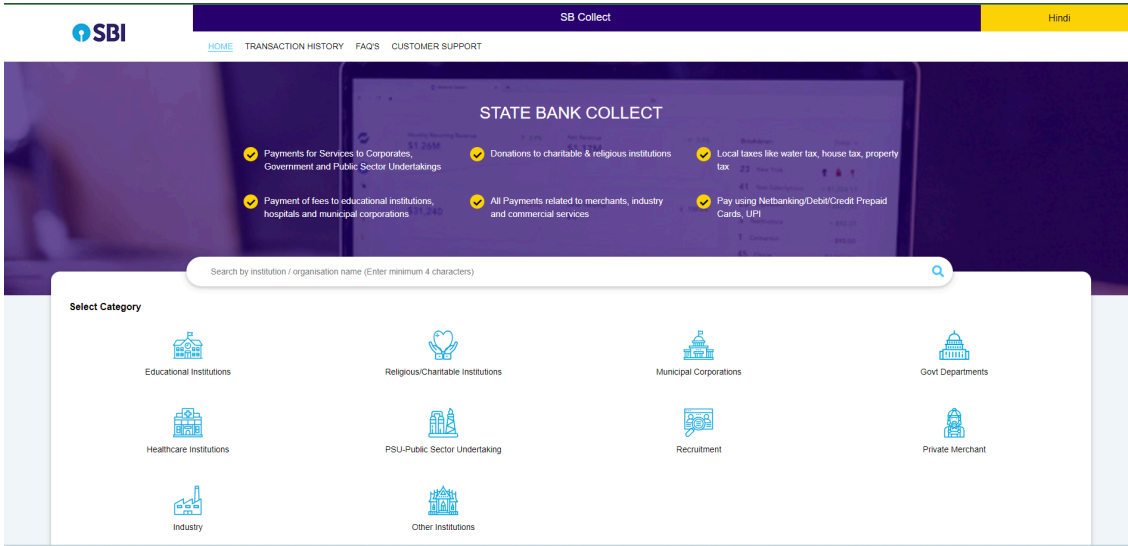 SB Collect
Hindi
SBI
HOME TRANSACTION HISTORY FAQ'S CUSTOMER SUPPORT
STATE BANK COLLECT
Payments for Services to Corporates,
Government and Public Sector Undertakings
Donations to charitable & religious institutions
Local taxes like water tax, house tax, property
tax
Payment of fees to educational institutions,
hospitals and municipal corporations
All Payments related to merchants, industry
and commercial services
Pay using Netbanking/Debit/Credit Prepaid
Cards, UPI
Search by institution / organisation name (Enter minimum 4 characters)
Select Category
Educational Institutions
Religious/Charitable Institutions
Municipal Corporations
Govt Departments
Healthcare Institutions
PSU-Public Sector Undertaking
Recruitment
Private Merchant
Industry
Other Institutions